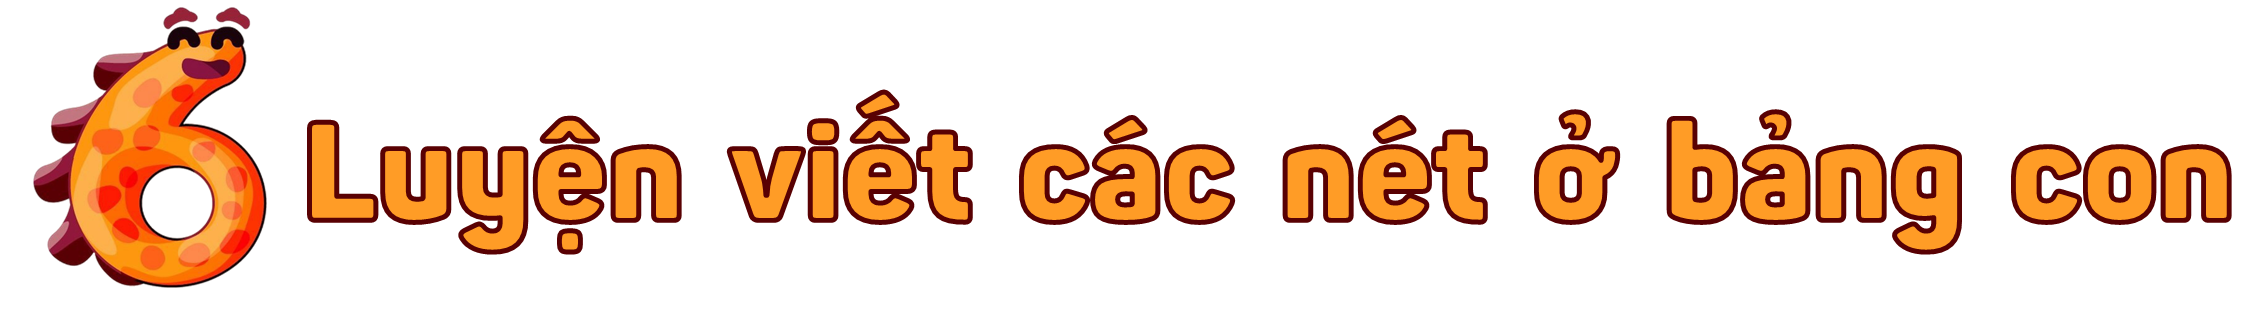 6 Luyện viết các nét ở bảng con